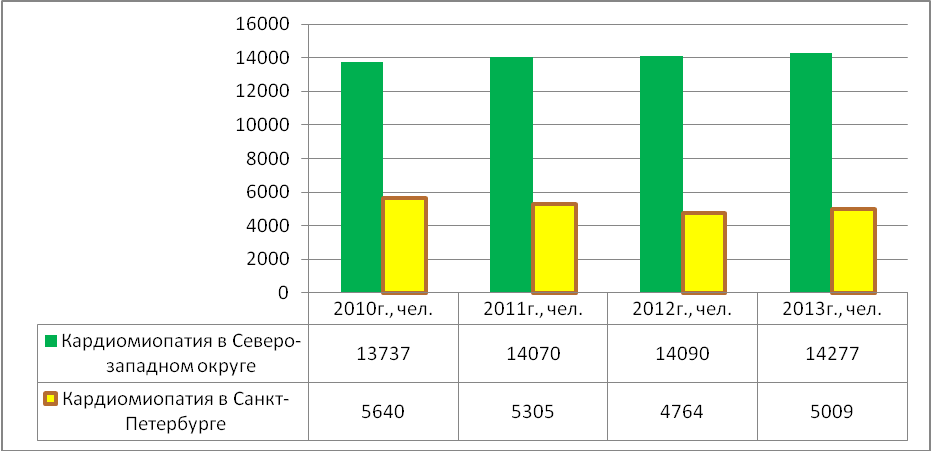 16000
14000
12000
10000
8000
6000
4000
2000
0
2010г., чел. 2011г., чел. 2012г., чел. 2013г., чел.
Кардиомиопатия в Северо-
западном округе
13737 14070 14090 14277
Кардиомиопатия в Санкт-
Петербурге
5640 5305 4764 5009